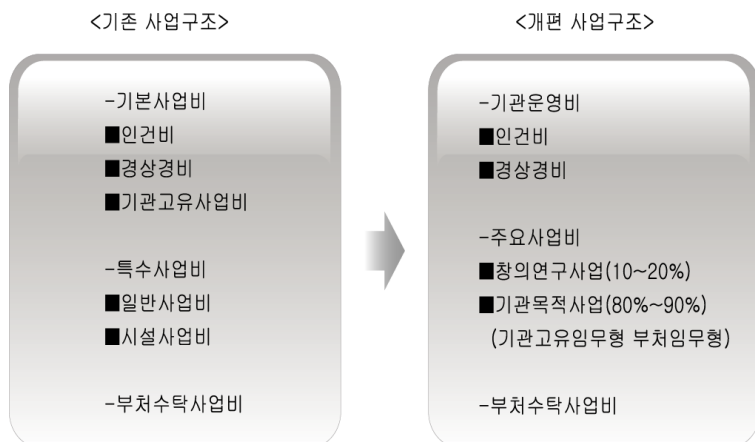 <기존 사업구조>
-기본사업비
■인건비
■경상경비
■기관고유사업비
-특수사업비
■일반사업비
■시설사업비
-부처수탁사업비
<개편 사업구조>
-기관운영비
■인건비
■경상경비
-주요사업비
■창의연구사업(10~20%)
■기관목적사업(80%~90%)
(기관고유임무형 부처임무형)
-부처수탁사업비